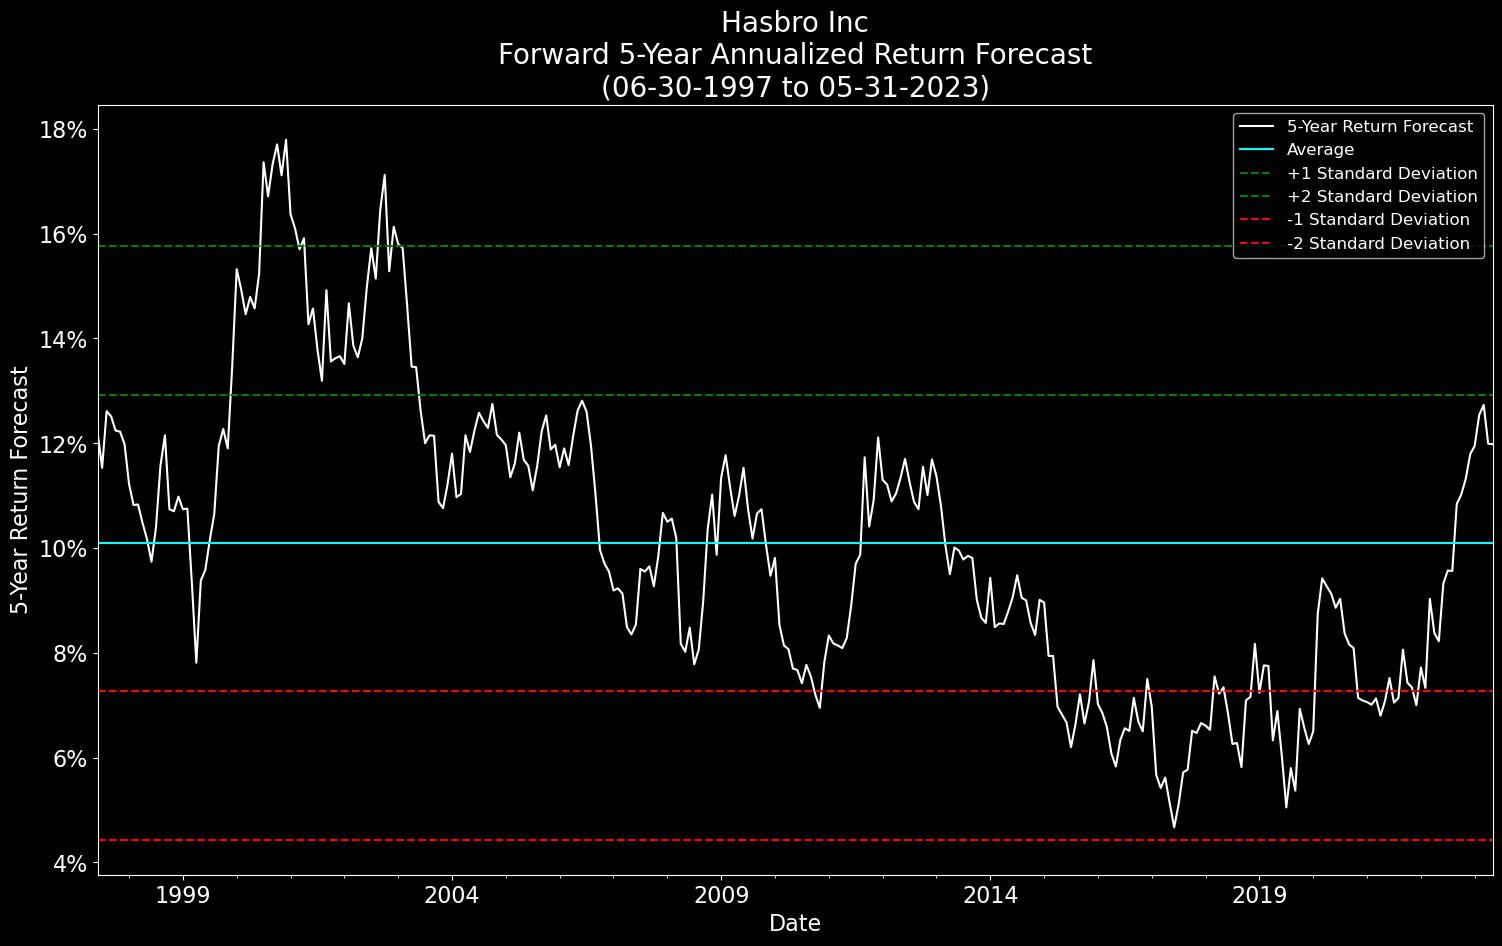 Hasbro Inc
Forward 5-Year Annualized Return Forecast
(06-30-1997 to 05-31-2023)
5-Year Return Forecast
Average
+1 Standard Deviation
+2 Standard Deviation
-1 Standard Deviation
-2 Standard Deviation
18%
16%
14%
12%
10%
8%
6%
4%
5-Year Return Forecast
1999
2004
2009
2014
2019
Date